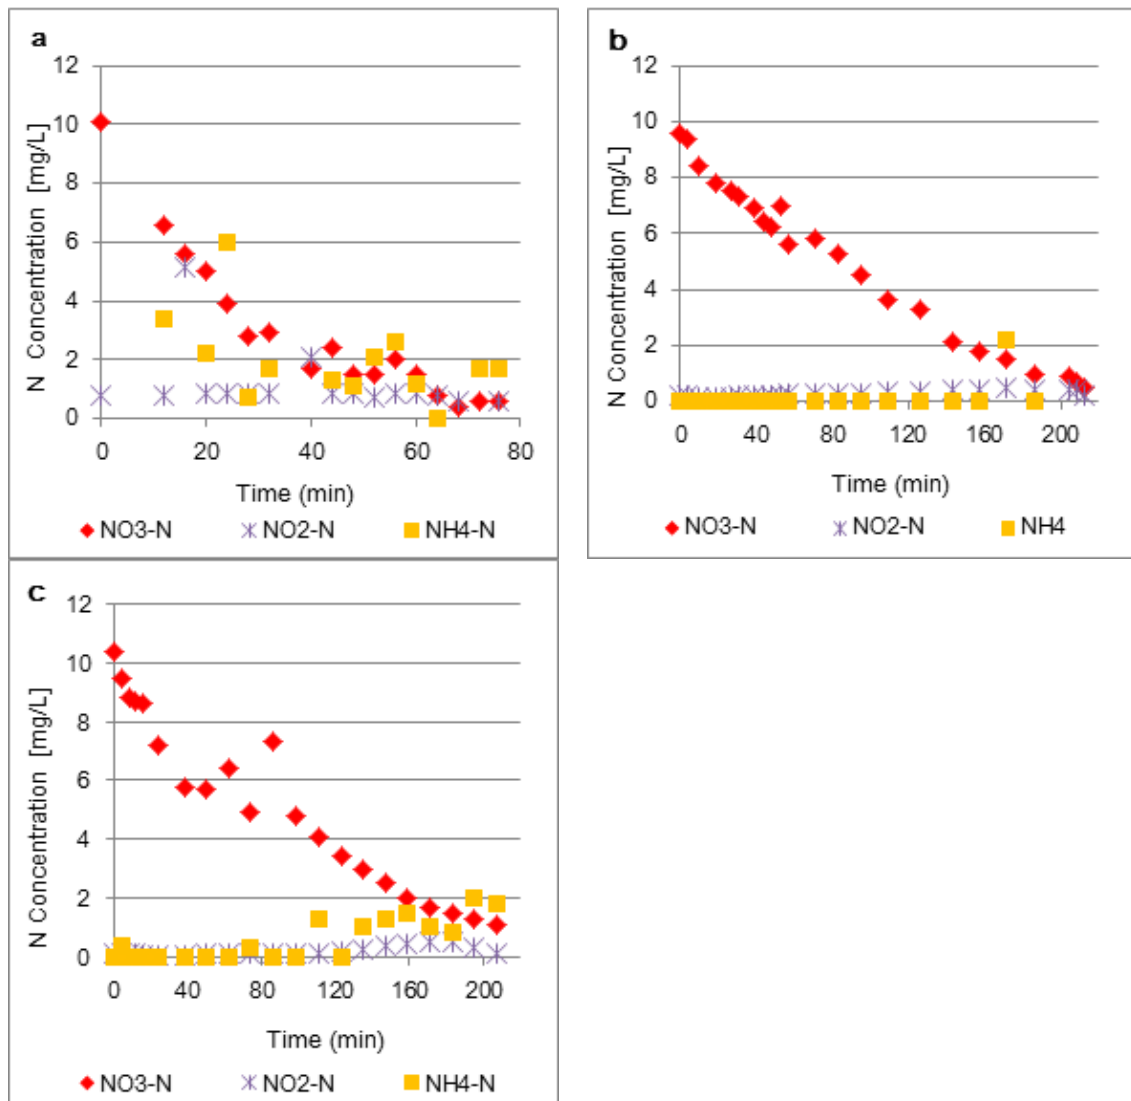 a
N Concentration [mg/L]
12
10
8
6
4
2
0
0 20 40 60 80
Time (min)
NO3-N NO2-N NH4-N
b
N Concentration [mg/L]
12
10
8
6
4
2
0
0 40 80 120 160 200
Time (min)
NO3-N NO2-N NH4
c
N Concentration [mg/L]
12
10
8
6
4
2
0
0 40 80 120 160 200
Time (min)
NO3-N NO2-N NH4-N